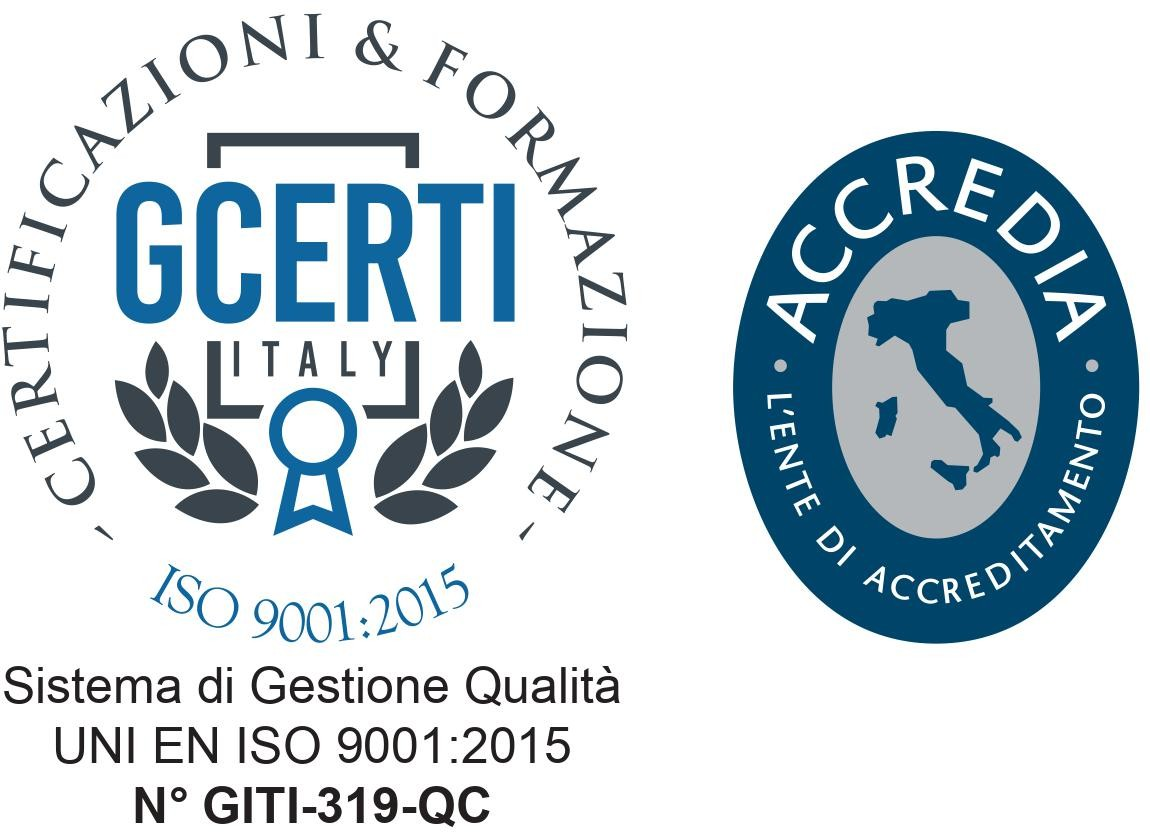 CERTIFICAZIONI & FORMAZIONE
GCERTI
ITALY
ISO 9001:2015
Sistema di Gestione Qualità
UNI EN ISO 9001:2015
N° GITI-319-QC
ACCREDIA
L'ENTE DI ACCREDITAMENTO